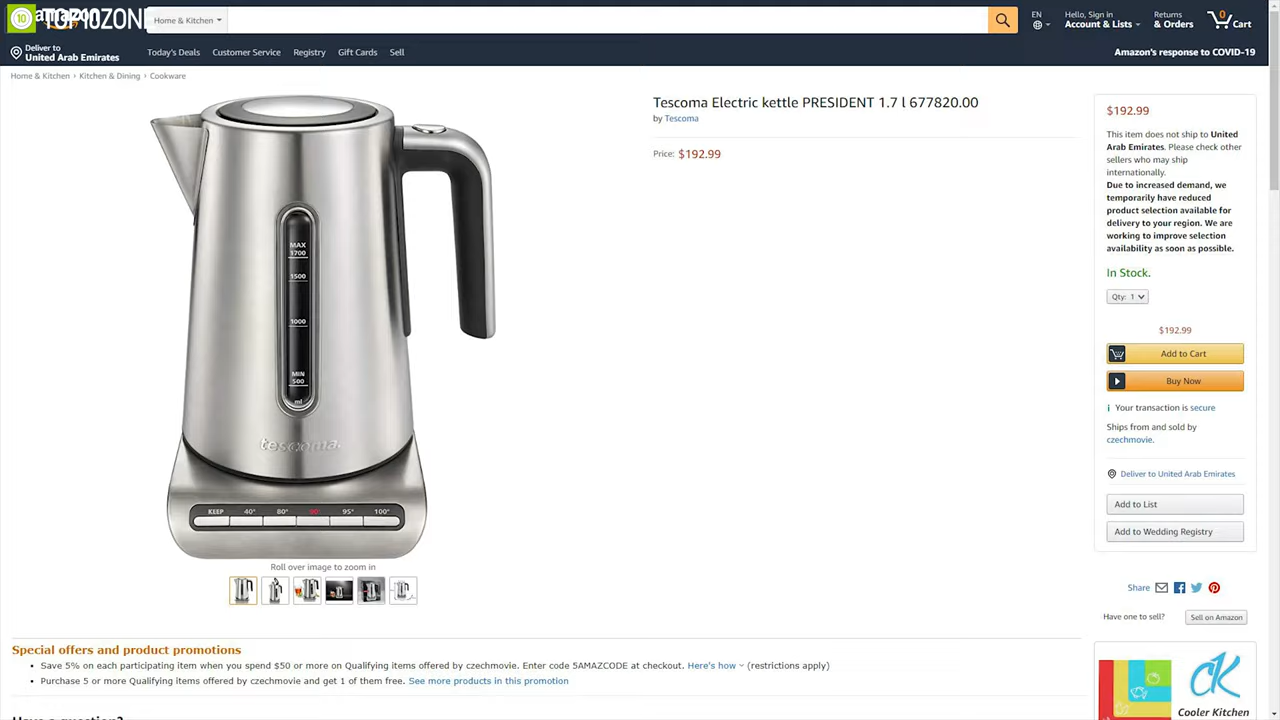 10 TOP10ZONE
Home & Kitchen
EN
Hello, Sign in
Account & Lists
Returns
& Orders
0
Cart
Deliver to
United Arab Emirates
Today's Deals
Customer Service
Registry
Gift Cards
Sell
Amazon's response to COVID-19
Home & Kitchen › Kitchen & Dining › Cookware
Tescoma Electric kettle PRESIDENT 1.7 l 677820.00
by Tescoma
Price: $192.99
MAX
1700
1500
1000
MIN
500
ml
tescoma.
KEEP 40° 80° 90° 95° 100°
Roll over image to zoom in
$192.99
This item does not ship to United
Arab Emirates. Please check other
sellers who may ship
internationally.
Due to increased demand, we
temporarily have reduced
product selection available for
delivery to your region. We are
working to improve selection
availability as soon as possible.
In Stock.
Qty: 1
$192.99
Add to Cart
Buy Now
Your transaction is secure
Ships from and sold by
czechmovie.
Deliver to United Arab Emirates
Add to List
Add to Wedding Registry
Share
Have one to sell?
Sell on Amazon
Special offers and product promotions
• Save 5% on each participating item when you spend $50 or more on Qualifying items offered by czechmovie. Enter code 5AMAZCODE at checkout. Here's how (restrictions apply)
• Purchase 5 or more Qualifying items offered by czechmovie and get 1 of them free. See more products in this promotion
Have a question?
CK
Cooler Kitchen